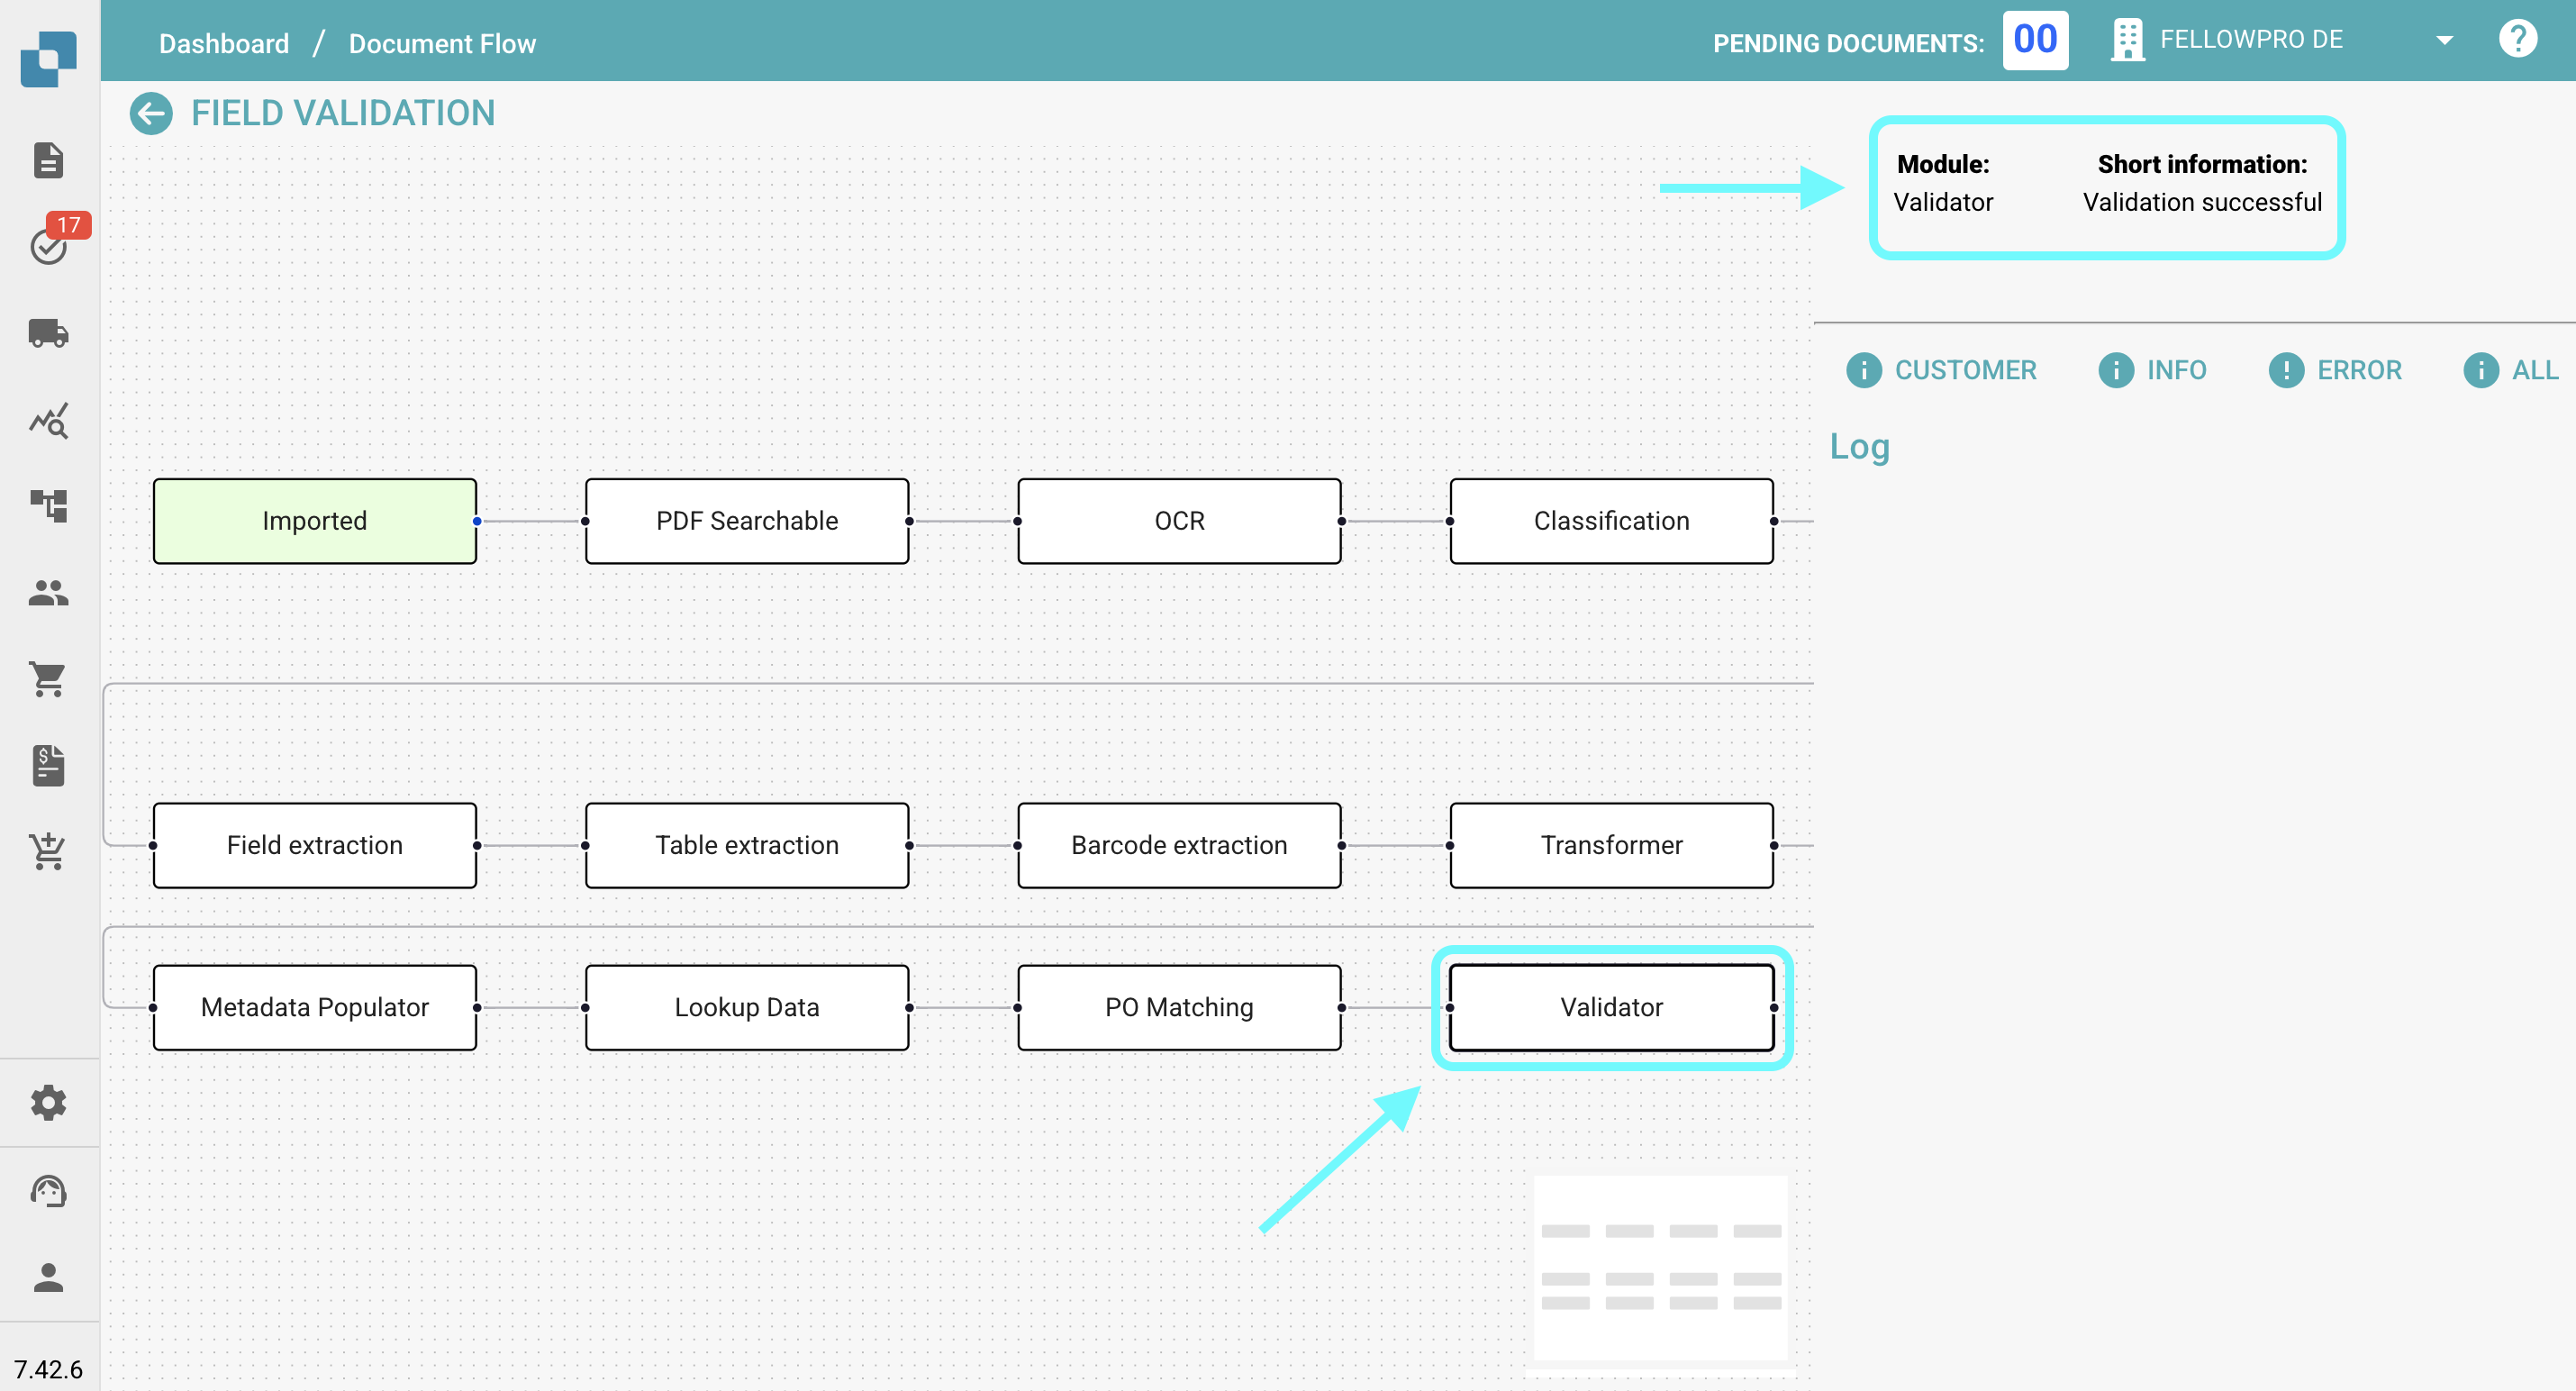 Dashboard / Document Flow
PENDING DOCUMENTS: 00
FELLOWPRO DE
FIELD VALIDATION
17
Module: Short information:
Validator Validation successful
CUSTOMER INFO ERROR ALL
Log
Imported PDF Searchable OCR Classification
Field extraction Table extraction Barcode extraction Transformer
Metadata Populator Lookup Data PO Matching Validator
7.42.6